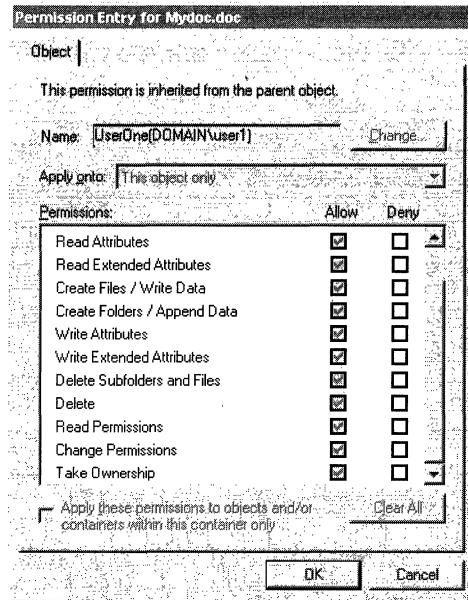 Permission Entry for Mydoc.doc
Object
This permission is inherited from the parent object.
Name: UserOne(DOMAIN\user1) Change...
Apply onto: This object only
Permissions: Allow Deny
Read Attributes
Read Extended Attributes
Create Files / Write Data
Create Folders / Append Data
Write Attributes
Write Extended Attributes
Delete Subfolders and Files
Delete
Read Permissions
Change Permissions
Take Ownership
Apply these permissions to objects and/or Clear All
containers within this container only
OK Cancel